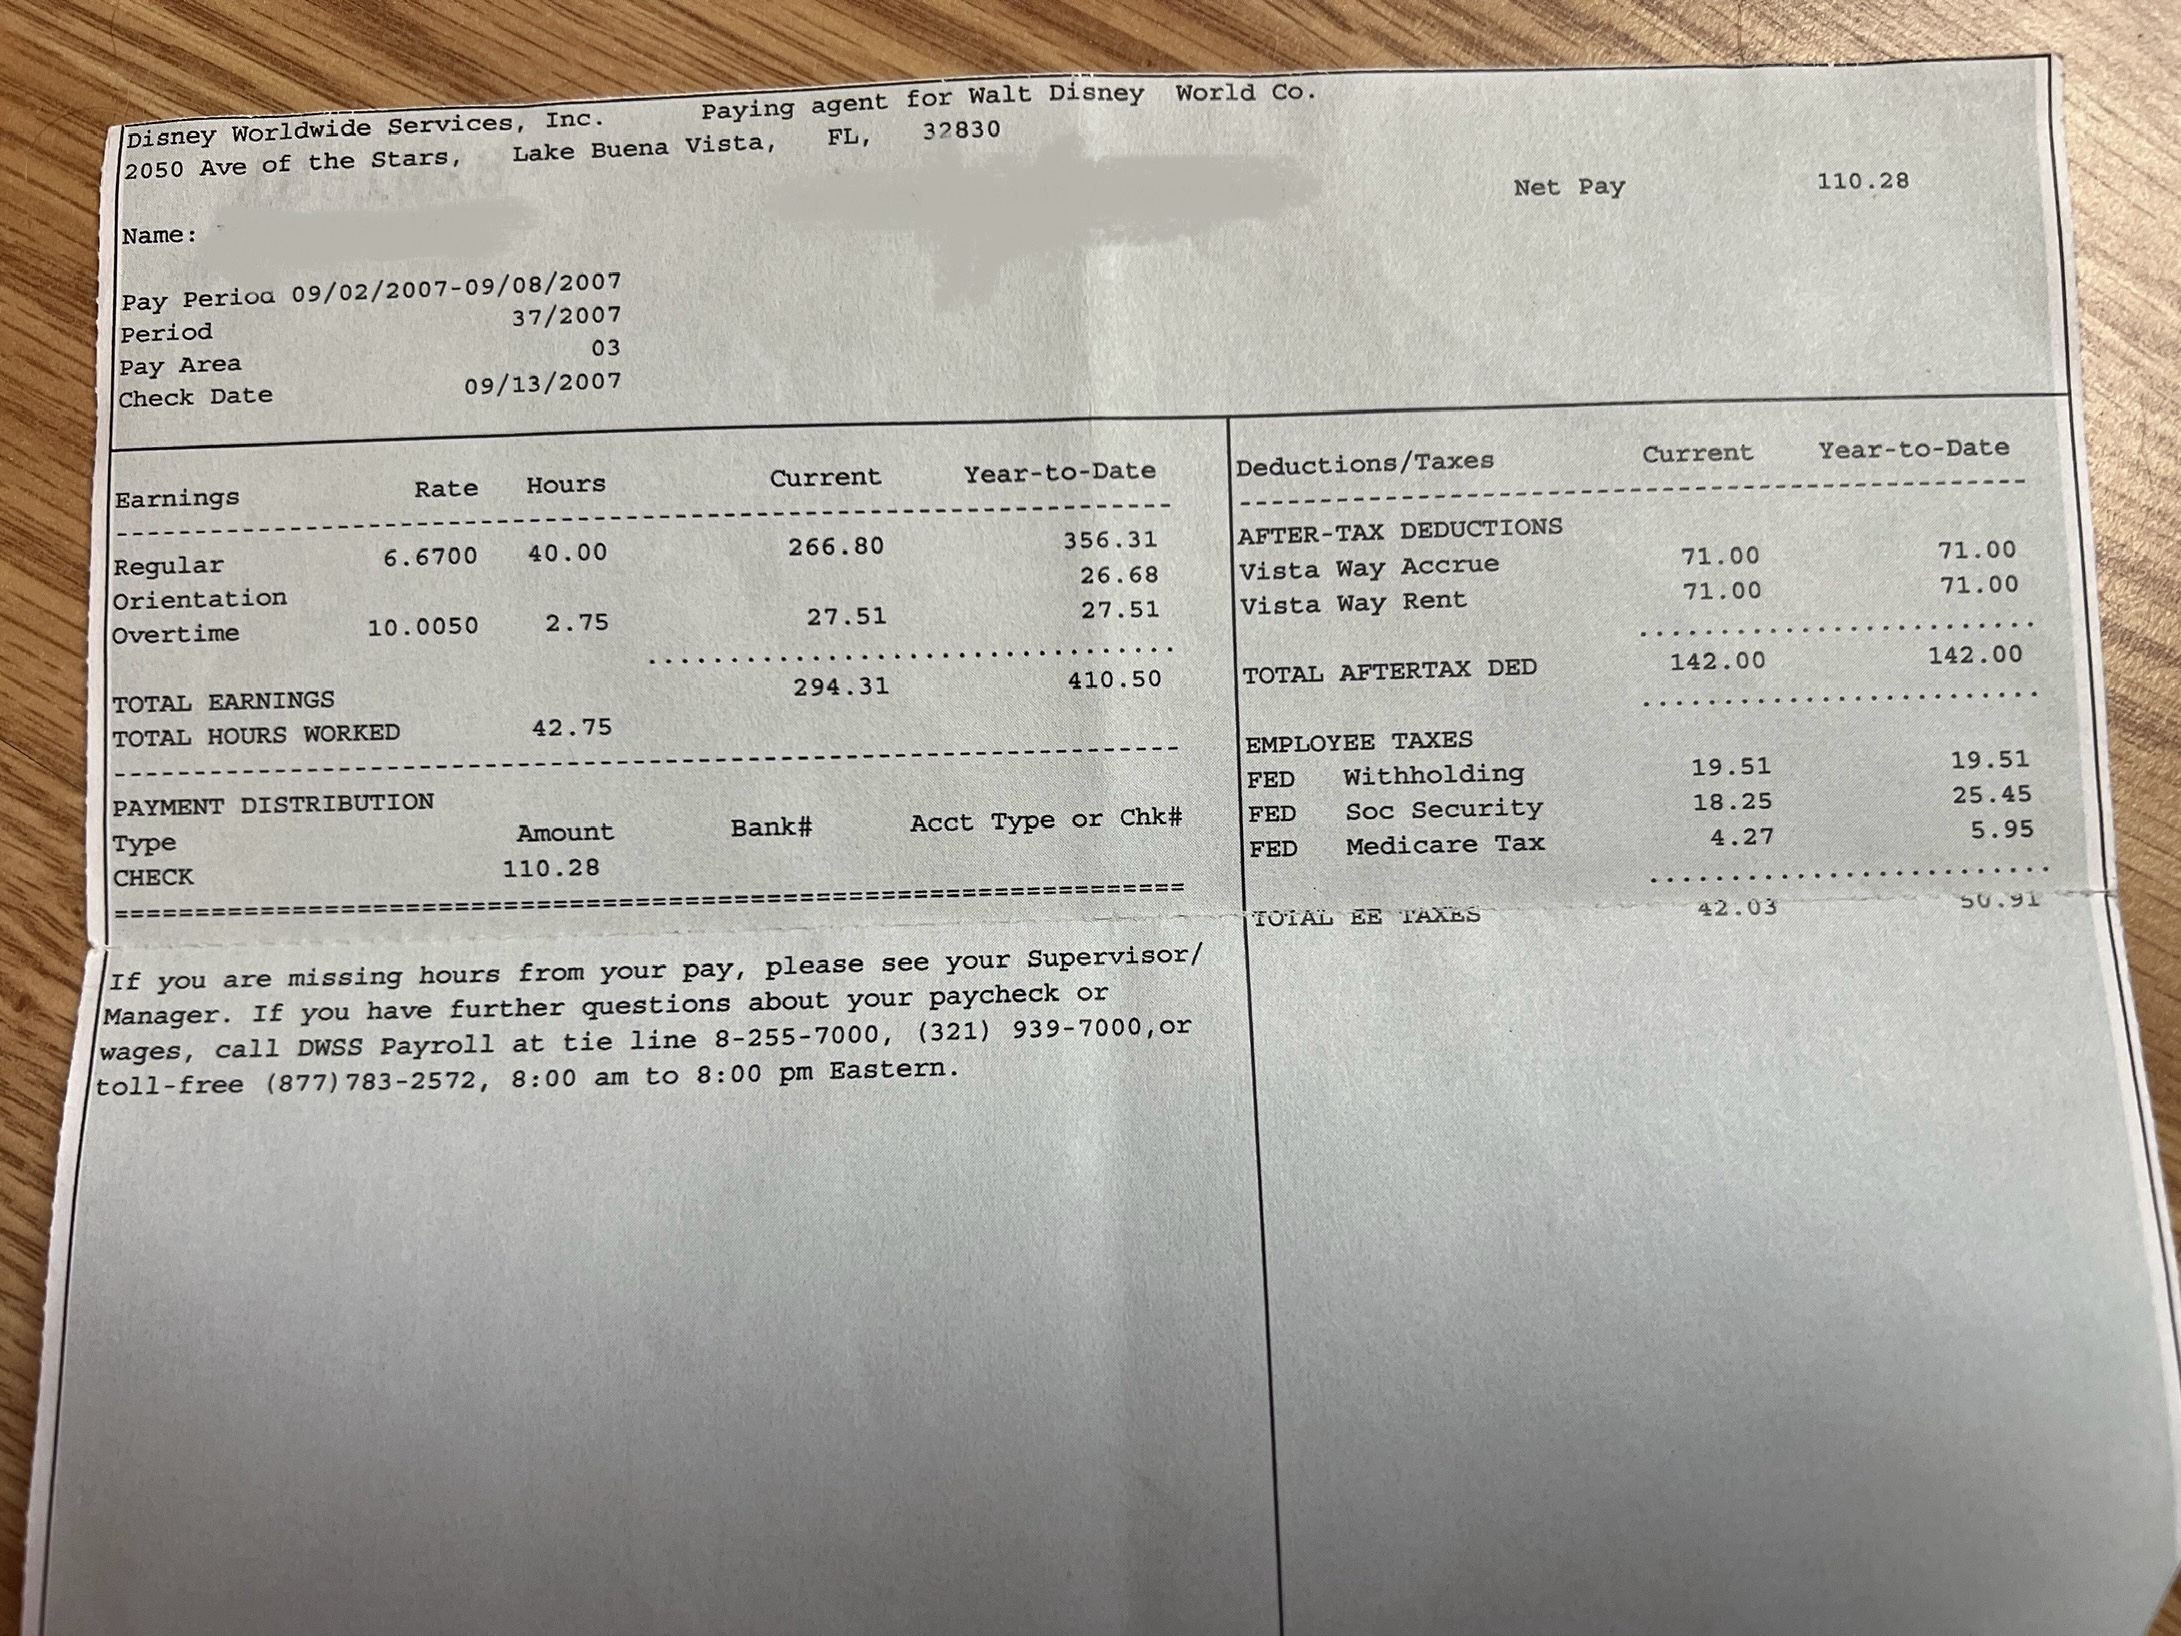 Disney Worldwide Services, Inc. Paying agent for Walt Disney World Co.
2050 Ave of the Stars, Lake Buena Vista, FL, 32830
Net Pay 110.28
Name:
Pay Period 09/02/2007-09/08/2007
Period 37/2007
Pay Area 03
Check Date 09/13/2007
Earnings Rate Hours Current Year-to-Date
Regular 6.6700 40.00 266.80 356.31
Orientation 26.68
Overtime 10.0050 2.75 27.51 27.51
TOTAL EARNINGS 294.31 410.50
TOTAL HOURS WORKED 42.75
PAYMENT DISTRIBUTION
Type Amount Bank# Acct Type or Chk#
CHECK 110.28
If you are missing hours from your pay, please see your Supervisor/
Manager. If you have further questions about your paycheck or
wages, call DWSS Payroll at tie line 8-255-7000, (321) 939-7000,or
toll-free (877)783-2572, 8:00 am to 8:00 pm Eastern.
Deductions/Taxes Current Year-to-Date
AFTER-TAX DEDUCTIONS
Vista Way Accrue 71.00 71.00
Vista Way Rent 71.00 71.00
TOTAL AFTERTAX DED 142.00 142.00
EMPLOYEE TAXES
FED Withholding 19.51 19.51
FED Soc Security 18.25 25.45
FED Medicare Tax 4.27 5.95
TOTAL EE TAXES 42.03 50.91